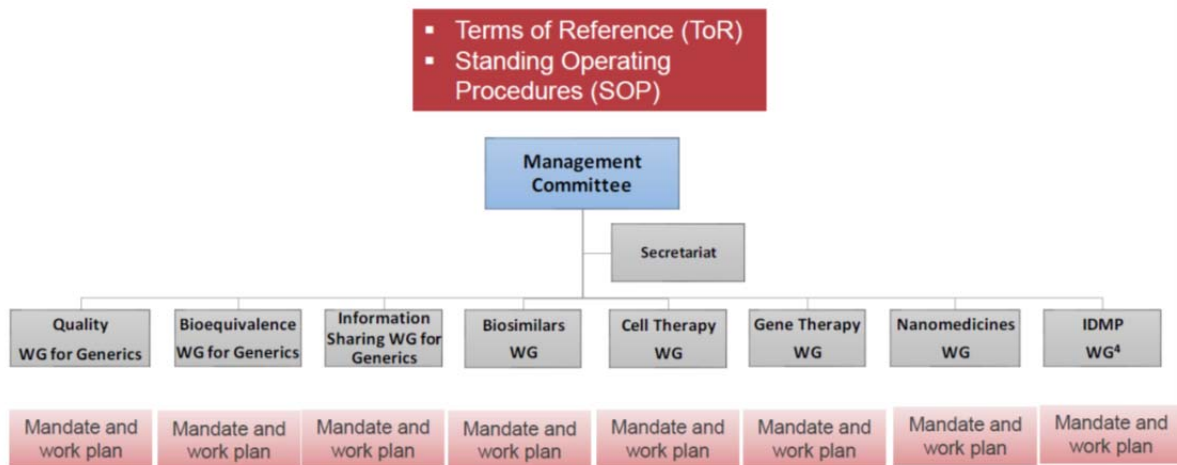 ▪ Terms of Reference (ToR)
▪ Standing Operating
Procedures (SOP)
Management
Committee
Secretariat
Quality
WG for Generics
Bioequivalence
WG for Generics
Information
Sharing WG for
Generics
Biosimilars
WG
Cell Therapy
WG
Gene Therapy
WG
Nanomedicines
WG
IDMP
WG⁴
Mandate and
work plan
Mandate and
work plan
Mandate and
work plan
Mandate and
work plan
Mandate and
work plan
Mandate and
work plan
Mandate and
work plan
Mandate and
work plan